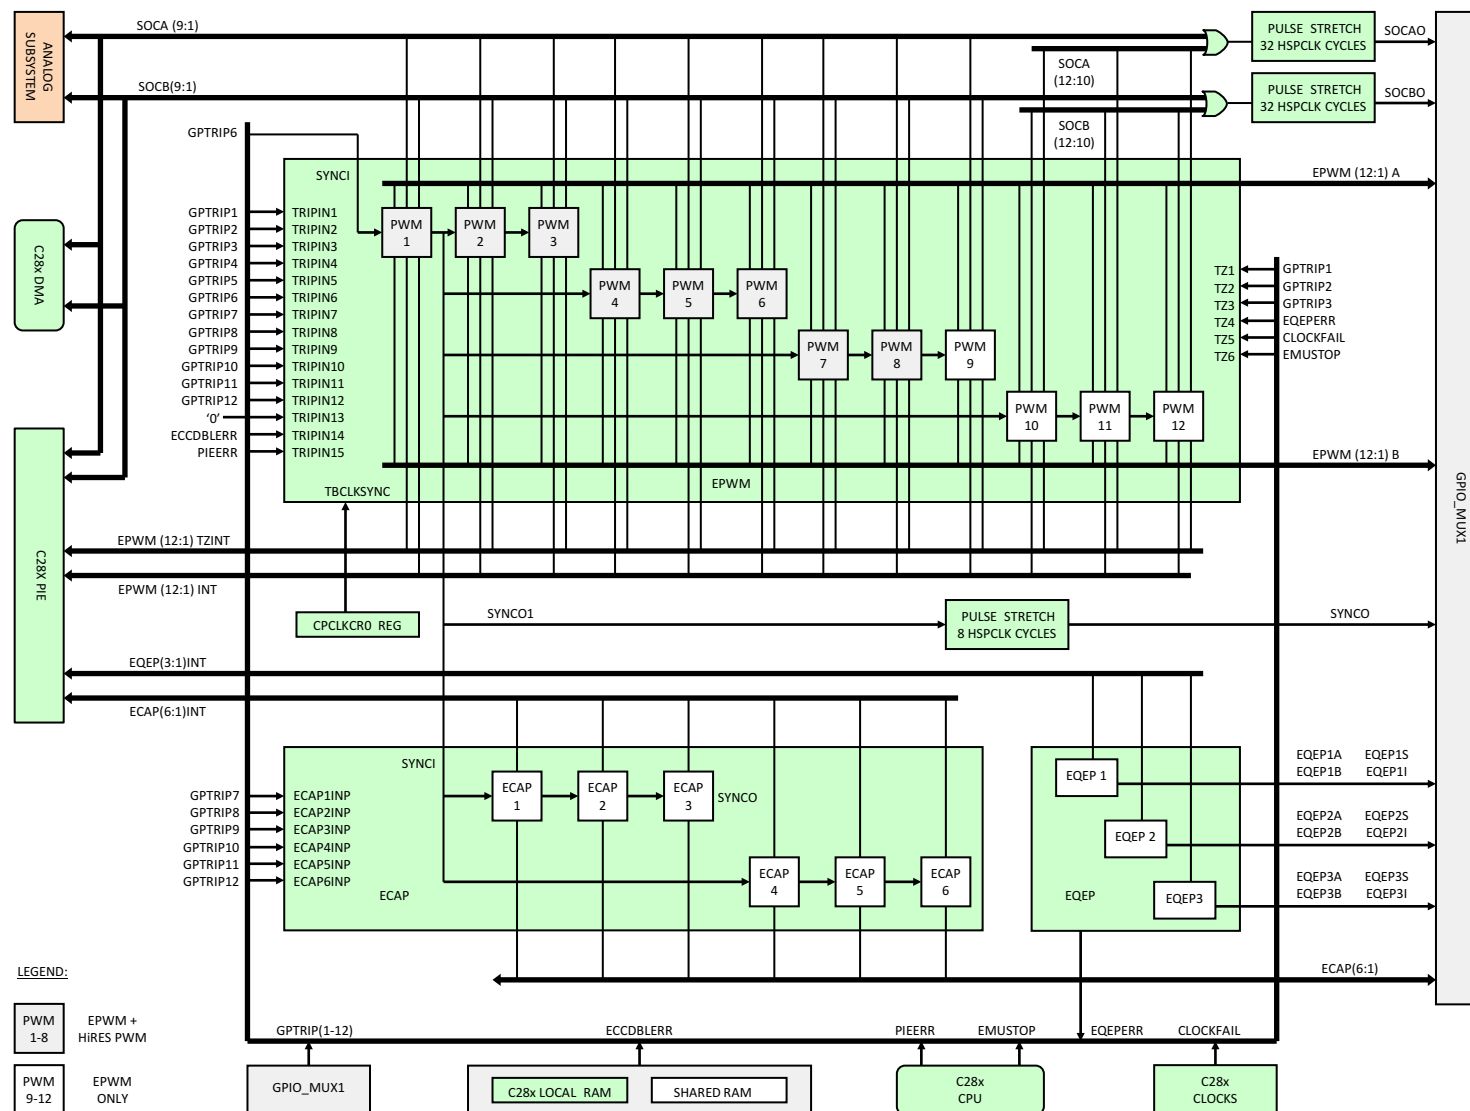 SOCA (9:1)
ANALOG
SUBSYSTEM
SOCB(9:1)
SOCA
(12:10)
PULSE STRETCH
32 HSPCLK CYCLES
SOCAO
SOCB
(12:10)
PULSE STRETCH
32 HSPCLK CYCLES
SOCBO
GPTRIP6
SYNCI
EPWM (12:1) A
C28x DMA
GPTRIP1
GPTRIP2
GPTRIP3
GPTRIP4
GPTRIP5
GPTRIP6
GPTRIP7
GPTRIP8
GPTRIP9
GPTRIP10
GPTRIP11
GPTRIP12
'0'
ECCDBLERR
PIEERR
TRIPIN1
TRIPIN2
TRIPIN3
TRIPIN4
TRIPIN5
TRIPIN6
TRIPIN7
TRIPIN8
TRIPIN9
TRIPIN10
TRIPIN11
TRIPIN12
TRIPIN13
TRIPIN14
TRIPIN15
PWM
1
PWM
2
PWM
3
PWM
4
PWM
5
PWM
6
PWM
7
PWM
8
PWM
9
PWM
10
PWM
11
PWM
12
TZ1
TZ2
TZ3
TZ4
TZ5
TZ6
GPTRIP1
GPTRIP2
GPTRIP3
EQEPERR
CLOCKFAIL
EMUSTOP
EPWM (12:1) B
EPWM
TBCLKSYNC
GPIO_MUX1
C28X PIE
EPWM (12:1) TZINT
EPWM (12:1) INT
CPCLKCR0 REG
SYNCO1
PULSE STRETCH
8 HSPCLK CYCLES
SYNCO
EQEP(3:1)INT
ECAP(6:1)INT
SYNCI
GPTRIP7
GPTRIP8
GPTRIP9
GPTRIP10
GPTRIP11
GPTRIP12
ECAP1INP
ECAP2INP
ECAP3INP
ECAP4INP
ECAP5INP
ECAP6INP
ECAP
1
ECAP
2
ECAP
3
SYNCO
ECAP
4
ECAP
5
ECAP
6
ECAP
EQEP 1
EQEP 2
EQEP3
EQEP
EQEP1A EQEP1S
EQEP1B EQEP1I
EQEP2A EQEP2S
EQEP2B EQEP2I
EQEP3A EQEP3S
EQEP3B EQEP3I
ECAP(6:1)
LEGEND:
PWM
1-8
EPWM +
HiRES PWM
PWM
9-12
EPWM
ONLY
GPTRIP(1-12)
ECCDBLERR
PIEERR
EMUSTOP
EQEPERR
CLOCKFAIL
GPIO_MUX1
C28x LOCAL RAM
SHARED RAM
C28x
CPU
C28x
CLOCKS